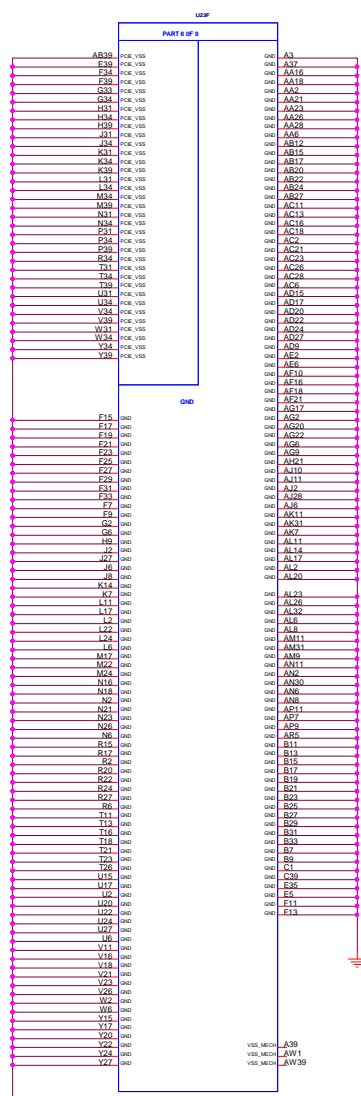 U23F
PART 6 0F 9
AB39 PCIE_VSS
E39 PCIE_VSS
F34 PCIE_VSS
F39 PCIE_VSS
G33 PCIE_VSS
G34 PCIE_VSS
H31 PCIE_VSS
H34 PCIE_VSS
H39 PCIE_VSS
J31 PCIE_VSS
J34 PCIE_VSS
K31 PCIE_VSS
K34 PCIE_VSS
K39 PCIE_VSS
L31 PCIE_VSS
L34 PCIE_VSS
M34 PCIE_VSS
M39 PCIE_VSS
N31 PCIE_VSS
N34 PCIE_VSS
P31 PCIE_VSS
P34 PCIE_VSS
P39 PCIE_VSS
R34 PCIE_VSS
T31 PCIE_VSS
T34 PCIE_VSS
T39 PCIE_VSS
U31 PCIE_VSS
U34 PCIE_VSS
V34 PCIE_VSS
V39 PCIE_VSS
W31 PCIE_VSS
W34 PCIE_VSS
Y34 PCIE_VSS
Y39 PCIE_VSS
GND
F15 GND
F17 GND
F19 GND
F21 GND
F23 GND
F25 GND
F27 GND
F29 GND
F31 GND
F33 GND
F7 GND
F9 GND
G2 GND
G6 GND
H9 GND
J2 GND
J27 GND
J6 GND
J8 GND
K14 GND
K7 GND
L11 GND
L17 GND
L2 GND
L22 GND
L24 GND
L6 GND
M17 GND
M22 GND
M24 GND
N16 GND
N18 GND
N2 GND
N21 GND
N23 GND
N26 GND
N6 GND
R15 GND
R17 GND
R2 GND
R20 GND
R22 GND
R24 GND
R27 GND
R6 GND
T11 GND
T13 GND
T16 GND
T18 GND
T21 GND
T23 GND
T26 GND
U15 GND
U17 GND
U2 GND
U20 GND
U22 GND
U24 GND
U27 GND
U6 GND
V11 GND
V16 GND
V18 GND
V21 GND
V23 GND
V26 GND
W2 GND
W6 GND
Y15 GND
Y17 GND
Y20 GND
Y22 GND
Y24 GND
Y27 GND
GND A3
GND A37
GND AA16
GND AA18
GND AA2
GND AA21
GND AA23
GND AA26
GND AA28
GND AA6
GND AB12
GND AB15
GND AB17
GND AB20
GND AB22
GND AB24
GND AB27
GND AC11
GND AC13
GND AC16
GND AC18
GND AC2
GND AC21
GND AC23
GND AC26
GND AC28
GND AC6
GND AD15
GND AD17
GND AD20
GND AD22
GND AD24
GND AD27
GND AD9
GND AE2
GND AE6
GND AF10
GND AF16
GND AF18
GND AF21
GND AG17
GND AG2
GND AG20
GND AG22
GND AG6
GND AG9
GND AH21
GND AJ10
GND AJ11
GND AJ2
GND AJ28
GND AJ6
GND AK11
GND AK31
GND AK7
GND AL11
GND AL14
GND AL17
GND AL2
GND AL20
GND AL23
GND AL26
GND AL32
GND AL6
GND AL8
GND AM11
GND AM31
GND AM9
GND AN11
GND AN2
GND AN30
GND AN6
GND AN8
GND AP11
GND AP7
GND AP9
GND AR5
GND B11
GND B13
GND B15
GND B17
GND B19
GND B21
GND B23
GND B25
GND B27
GND B29
GND B31
GND B33
GND B7
GND B9
GND C1
GND C39
GND E35
GND E5
GND F11
GND F13
VSS_MECH A39
VSS_MECH AW1
VSS_MECH AW39